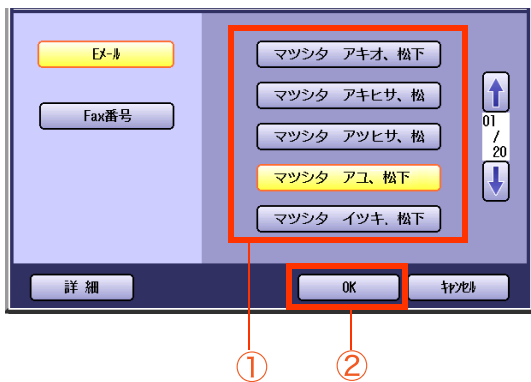 Eﾒｰﾙ
Fax番号
マツシタ アキオ、松下
マツシタ アキヒサ、松
マツシタ アツヒサ、松
マツシタ アユ、松下
マツシタ イツキ、松下
01
/
20
詳 細
OK
ｷｬﾝｾﾙ
①
②